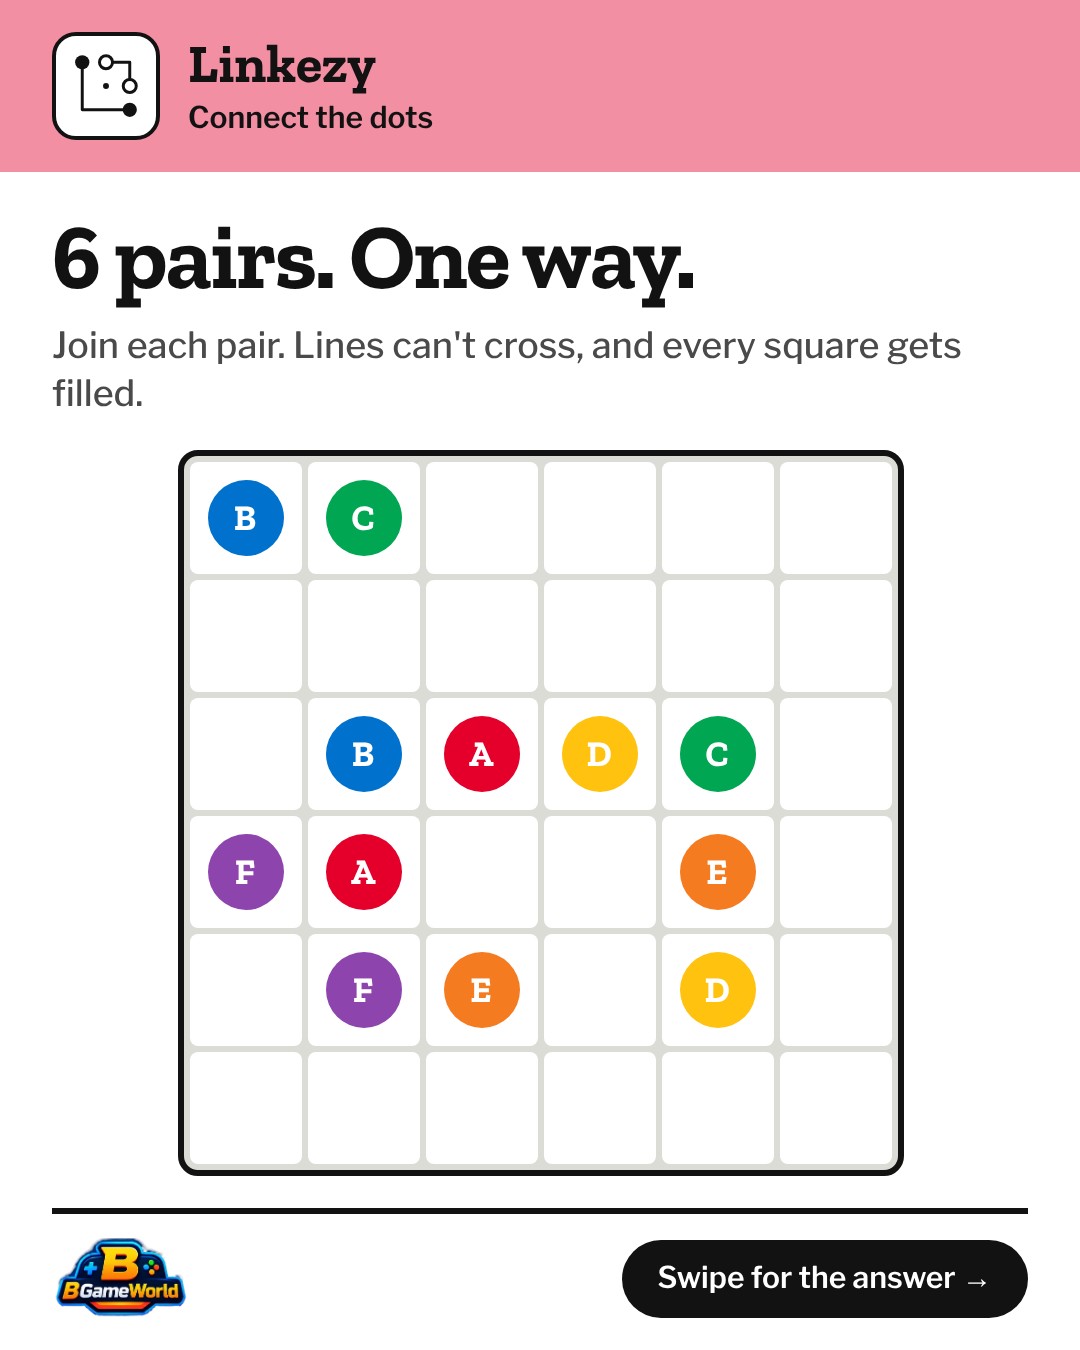 Linkezy
Connect the dots
6 pairs. One way.
Join each pair. Lines can't cross, and every square gets
filled.
B C
B A D C
F A E
F E D
B
BGameWorld
Swipe for the answer →